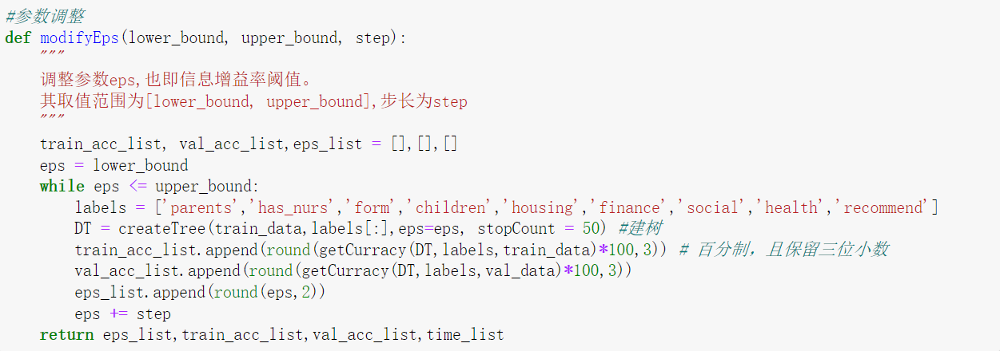 #参数调整
def modifyEps(lower_bound, upper_bound, step):
    """
    调整参数eps,也即信息增益率阈值。
    其取值范围为[lower_bound, upper_bound],步长为step
    """
    train_acc_list, val_acc_list,eps_list = [],[],[]
    eps = lower_bound
    while eps <= upper_bound:
        labels = ['parents','has_nurs','form','children','housing','finance','social','health','recommend']
        DT = createTree(train_data,labels[:],eps=eps, stopCount = 50) #建树
        train_acc_list.append(round(getCurracy(DT,labels,train_data)*100,3)) # 百分制，且保留三位小数
        val_acc_list.append(round(getCurracy(DT,labels,val_data)*100,3))
        eps_list.append(round(eps,2))
        eps += step
    return eps_list,train_acc_list,val_acc_list,time_list